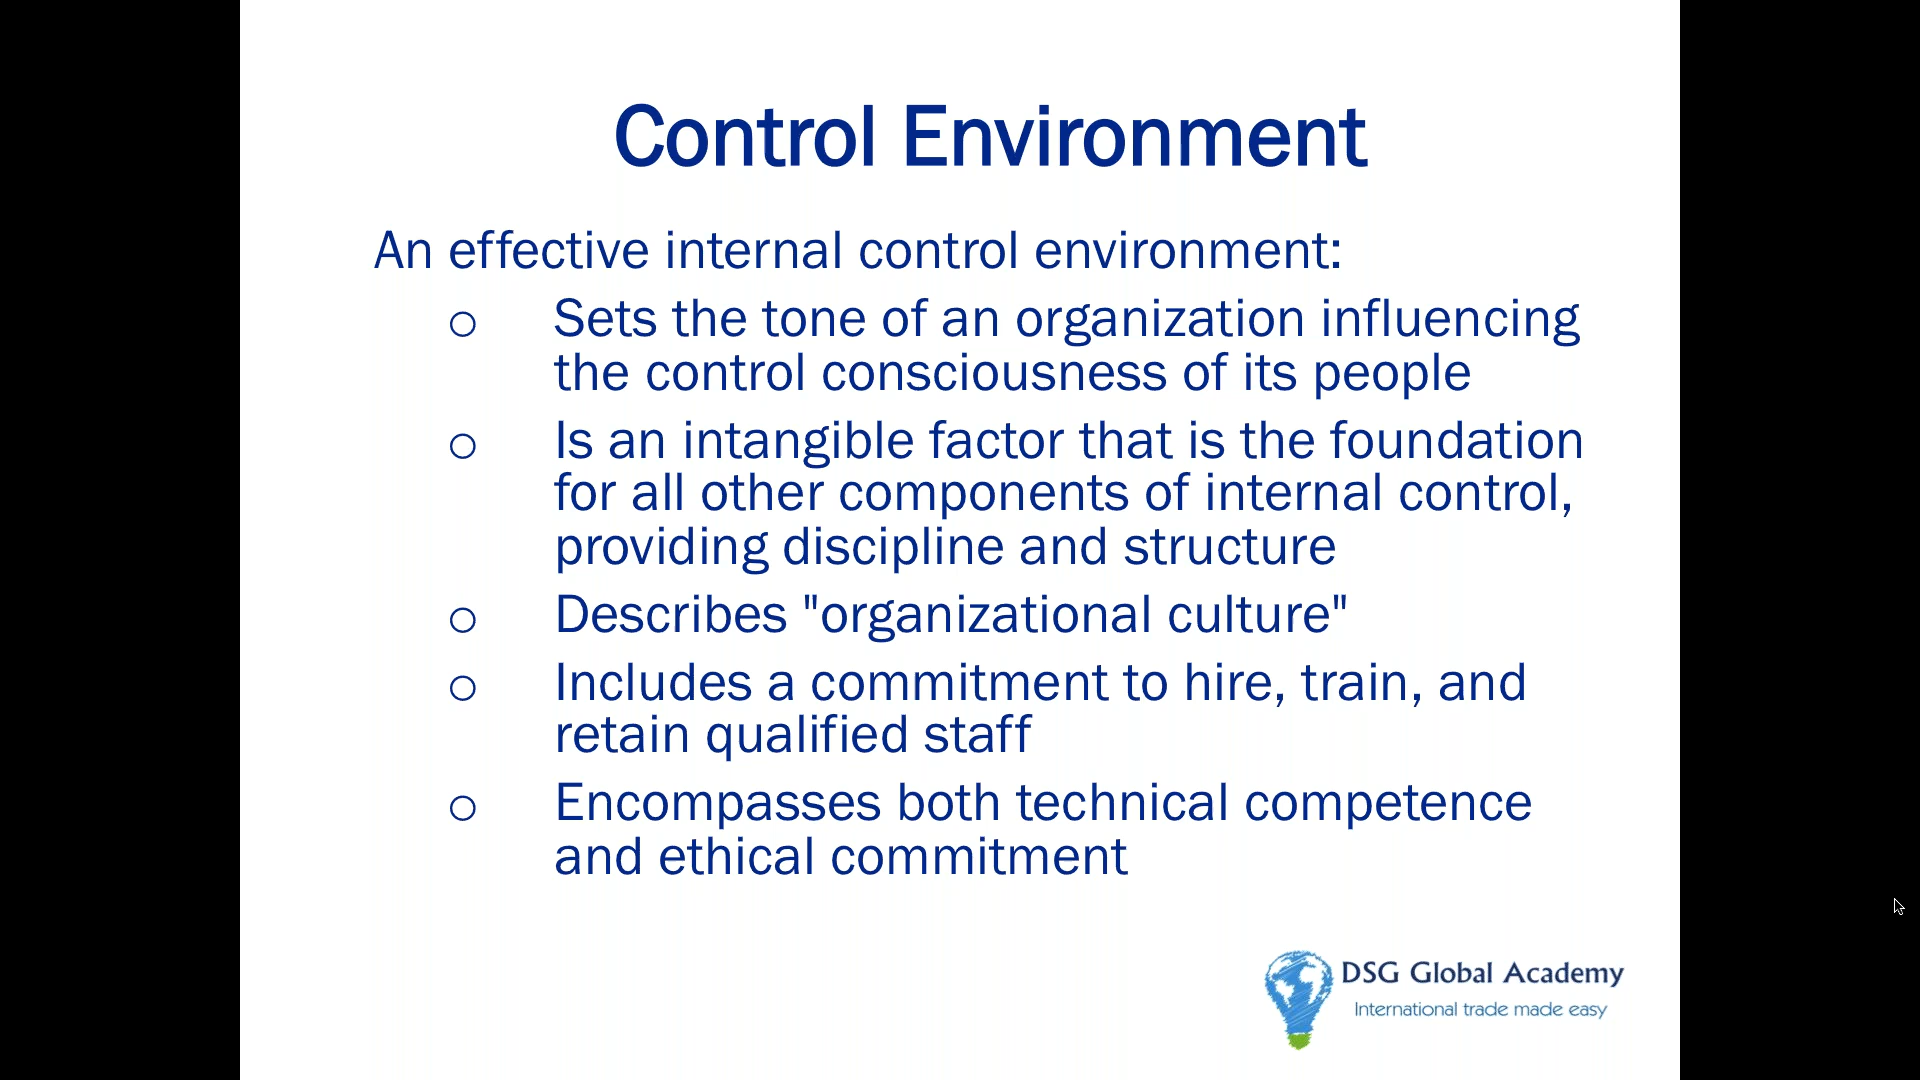 Control Environment
An effective internal control environment:
○ Sets the tone of an organization influencing
the control consciousness of its people
○ Is an intangible factor that is the foundation
for all other components of internal control,
providing discipline and structure
○ Describes "organizational culture"
○ Includes a commitment to hire, train, and
retain qualified staff
○ Encompasses both technical competence
and ethical commitment
DSG Global Academy
International trade made easy